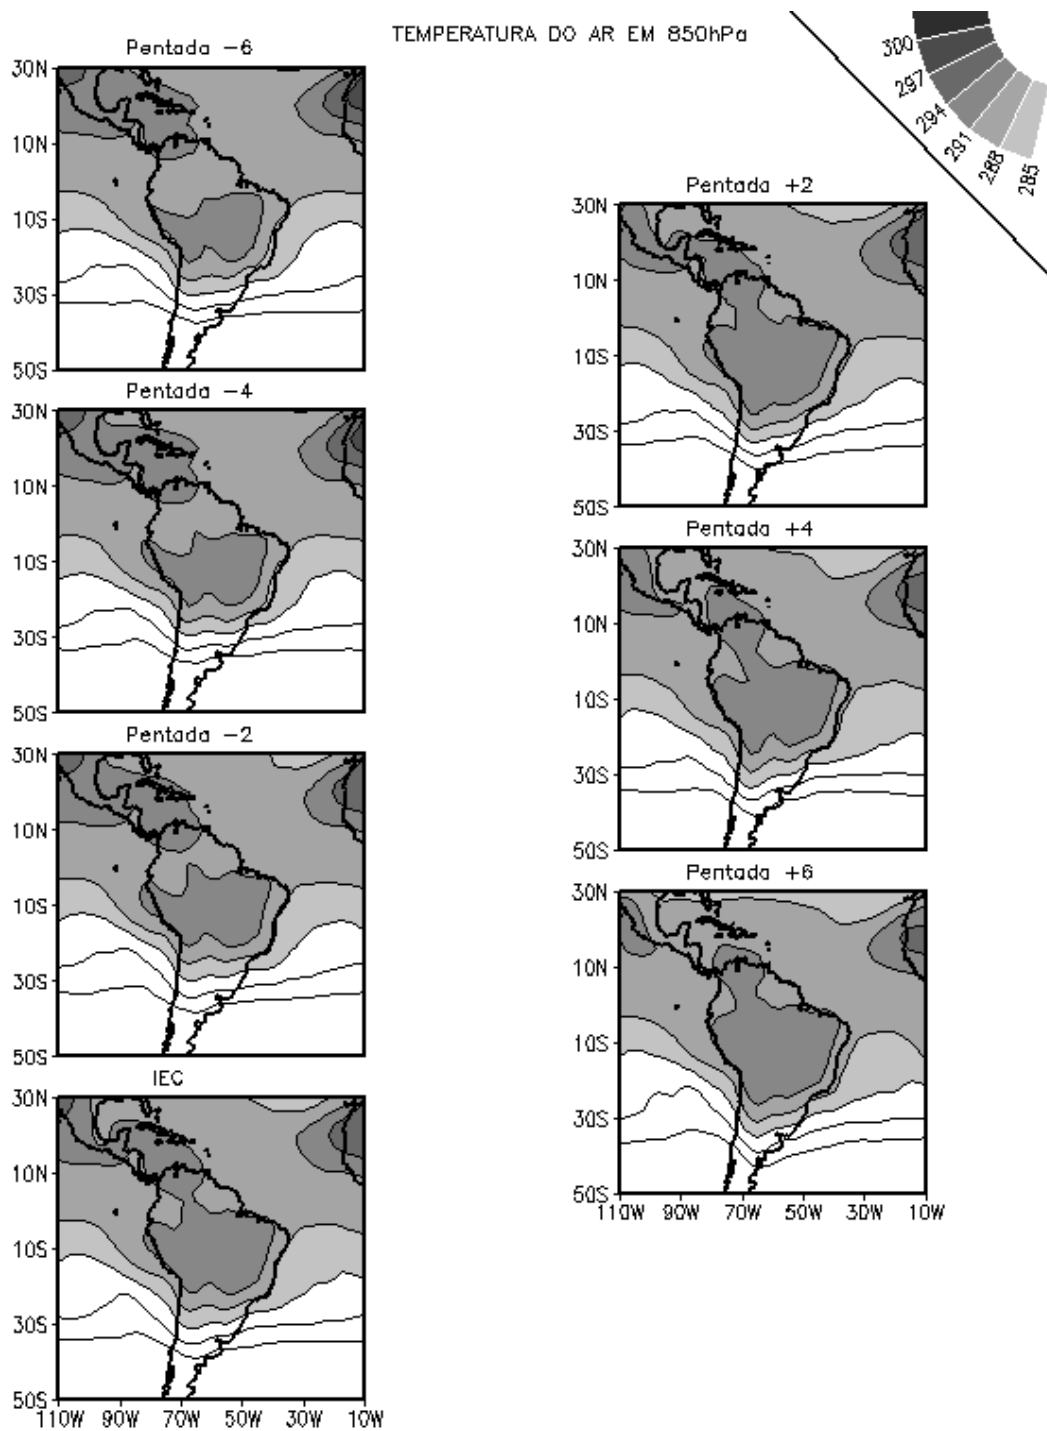 TEMPERATURA DO AR EM 850hPa
300
297
294
291
288
285
Pentada -6
30N
10N
10S
30S
50S
Pentada -4
30N
10N
10S
30S
50S
Pentada -2
30N
10N
10S
30S
50S
IEC
30N
10N
10S
30S
50S
110W 90W 70W 50W 30W 10W
Pentada +2
30N
10N
10S
30S
50S
Pentada +4
30N
10N
10S
30S
50S
Pentada +6
30N
10N
10S
30S
50S
110W 90W 70W 50W 30W 10W